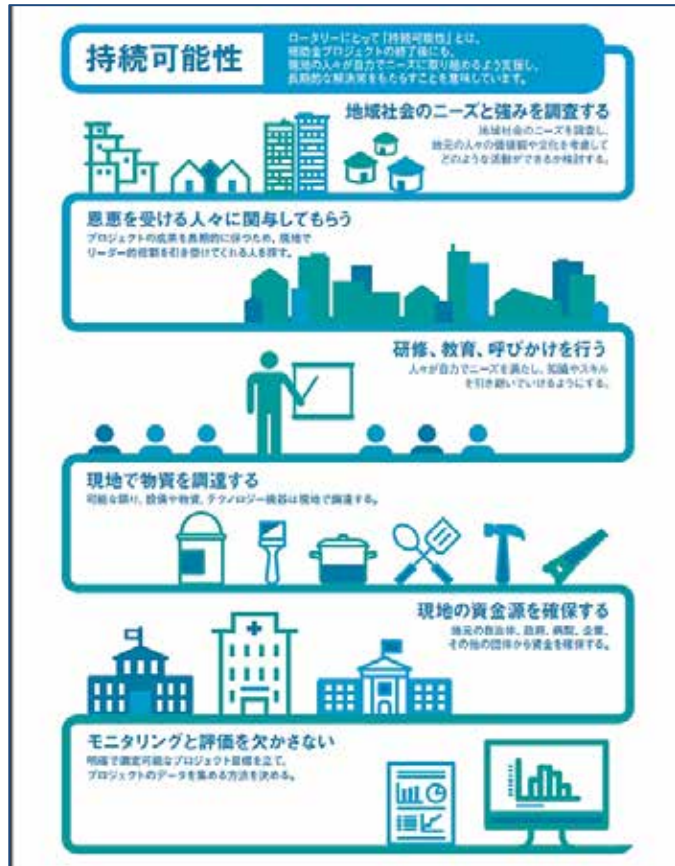 持続可能性
ロータリーにとって「持続可能性」とは、
補助金プロジェクトの終了後にも、
現地の人々が自力でニーズに取り組めるよう支援し、
長期的な解決策をもたらすことを意味しています。
地域社会のニーズと強みを調査する
地域社会のニーズを調査し、
地元の人々の価値観や文化を考慮して
どのような活動ができるか検討する。
恩恵を受ける人々に関与してもらう
プロジェクトの成果を長期的に保つため、現地で
リーダー的役割を引き受けてくれる人を探す。
研修、教育、呼びかけを行う
人々が自力でニーズを満たし、知識やスキル
を引き継いでいけるようにする。
現地で物資を調達する
可能な限り、設備や物資、テクノロジー機器は現地で調達する。
現地の資金源を確保する
地元の自治体、政府、病院、企業、
その他の団体から資金を確保する。
モニタリングと評価を欠かさない
明確で測定可能なプロジェクト目標を立て、
プロジェクトのデータを集める方法を決める。